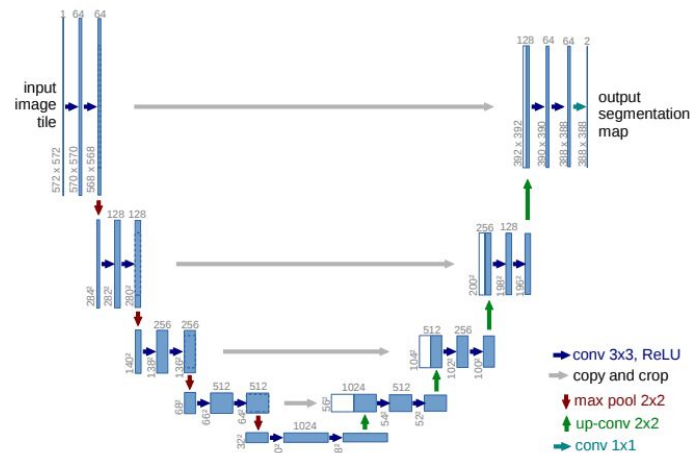 1
64
64
input
image
tile
572 x 572
570 x 570
568 x 568
128
64
64
2
output
segmentation
map
392 x 392
390 x 390
388 x 388
388 x 388
128
128
284²
282²
280²
256
128
200²
198²
196²
256
256
140²
138²
136²
512
256
104²
102²
100²
512
512
68²
66²
64²
1024
512
56²
54²
52²
1024
32²
conv 3x3, ReLU
copy and crop
max pool 2x2
up-conv 2x2
conv 1x1